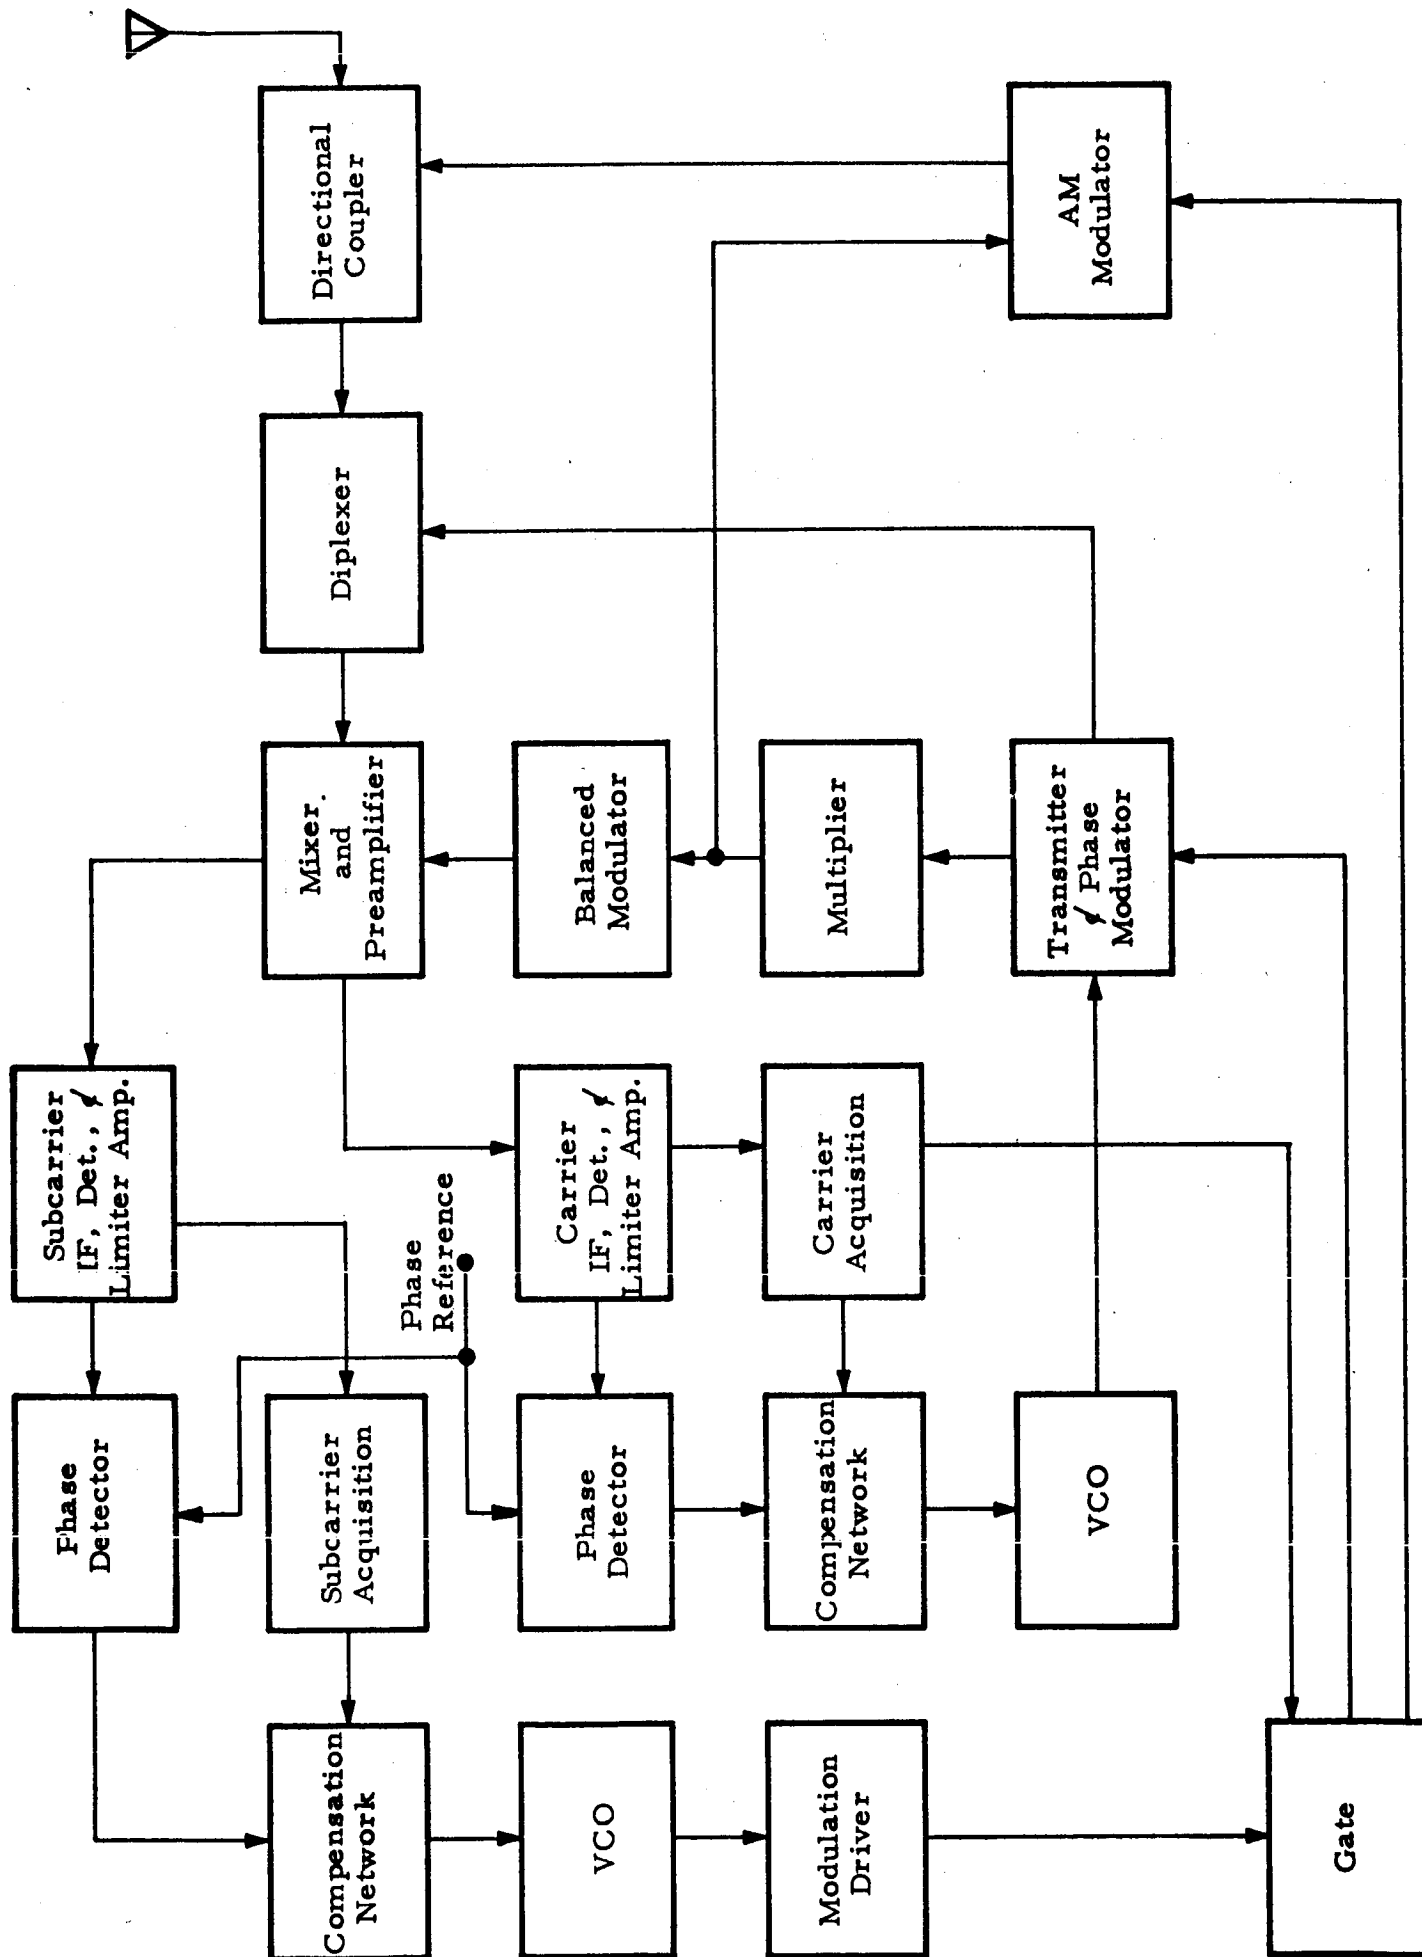 Directional
Coupler
AM
Modulator
Diplexer
Mixer
and
Preamplifier
Balanced
Modulator
Multiplier
Transmitter
& Phase
Modulator
Subcarrier
IF, Det., &
Limiter Amp.
Carrier
IF, Det., &
Limiter Amp.
Carrier
Acquisition
Phase
Reference
Phase
Detector
Subcarrier
Acquisition
Phase
Detector
Compensation
Network
VCO
Compensation
Network
VCO
Modulation
Driver
Gate